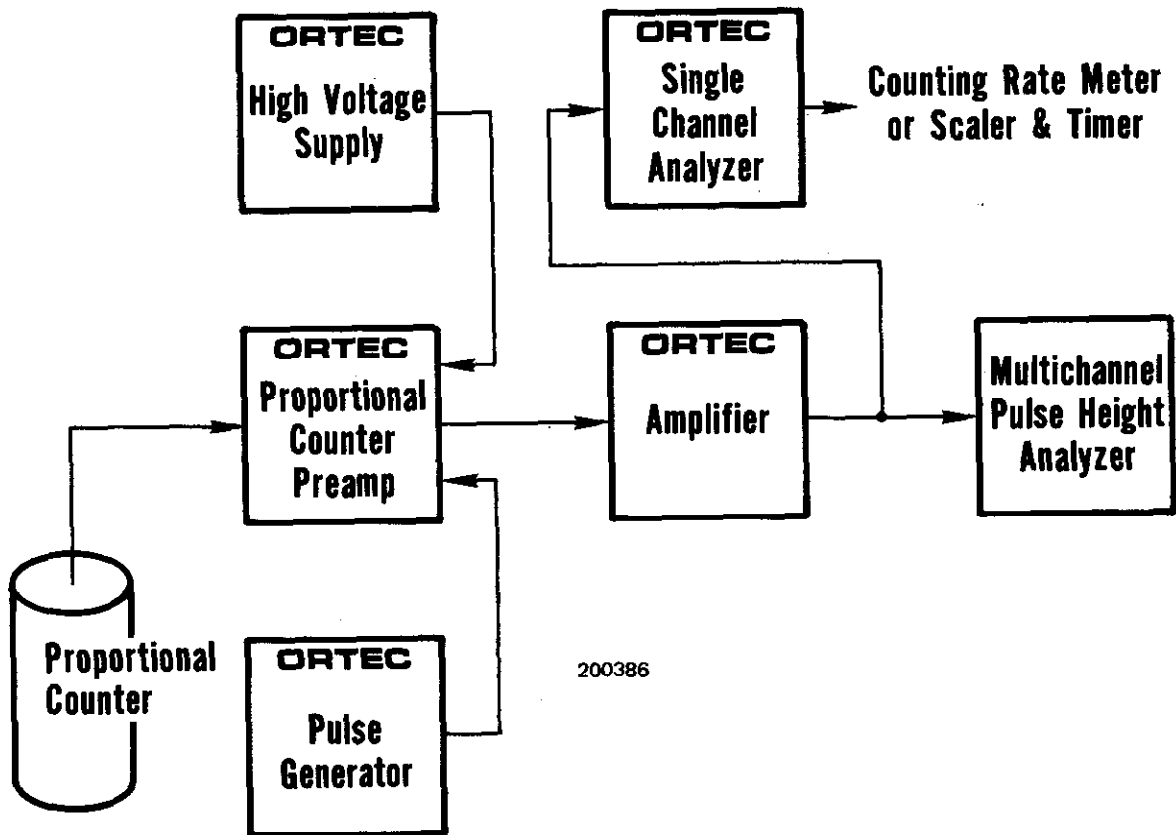 ORTEC
High Voltage
Supply
ORTEC
Single
Channel
Analyzer
Counting Rate Meter
or Scaler & Timer
ORTEC
Proportional
Counter
Preamp
ORTEC
Amplifier
Multichannel
Pulse Height
Analyzer
Proportional
Counter
ORTEC
Pulse
Generator
200386